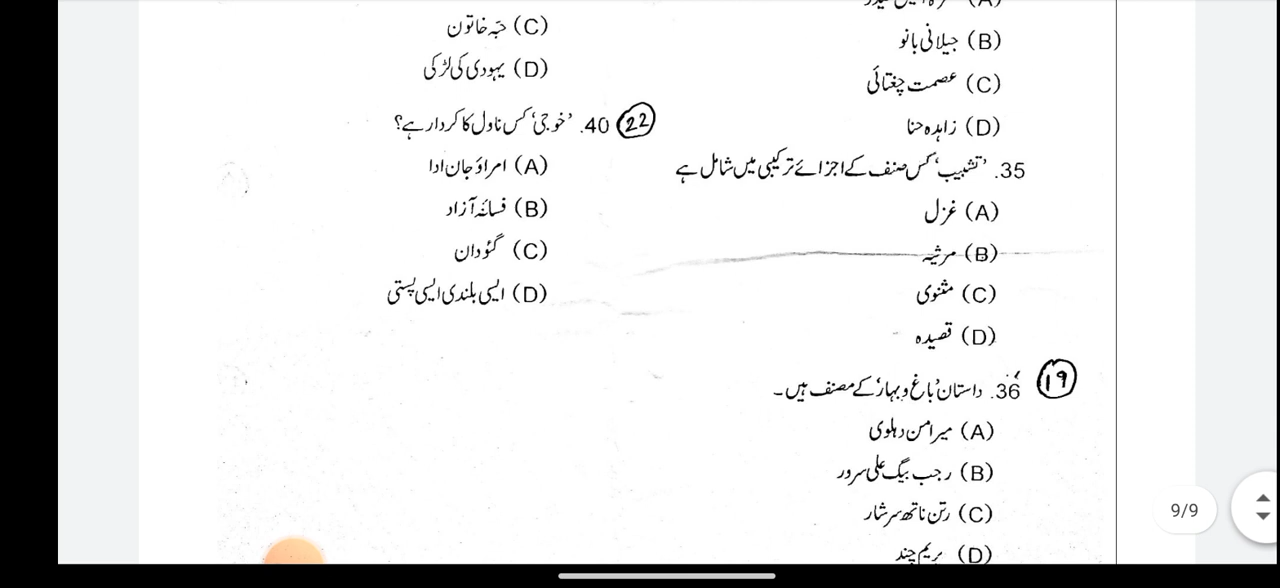 (B) جیلانی بانو
(C) عصمت چغتائی
(D) زاہدہ حنا
35. ’تشبیب‘ کس صنف کے اجزائے ترکیبی میں شامل ہے
(A) غزل
(B) مرثیہ
(C) مثنوی
(D) قصیدہ
19
36. داستان ’باغ و بہار‘ کے مصنف ہیں۔
(A) میرامن دہلوی
(B) رجب بیگ علی سرور
(C) رتن ناتھ سرشار
(D) پریم چند
(C) حبّہ خاتون
(D) یہودی کی لڑکی
22
40. ’خوجی‘ کس ناول کا کردار ہے؟
(A) امراؤ جان ادا
(B) فسانۂ آزاد
(C) گئودان
(D) ایسی بلندی ایسی پستی
9/9